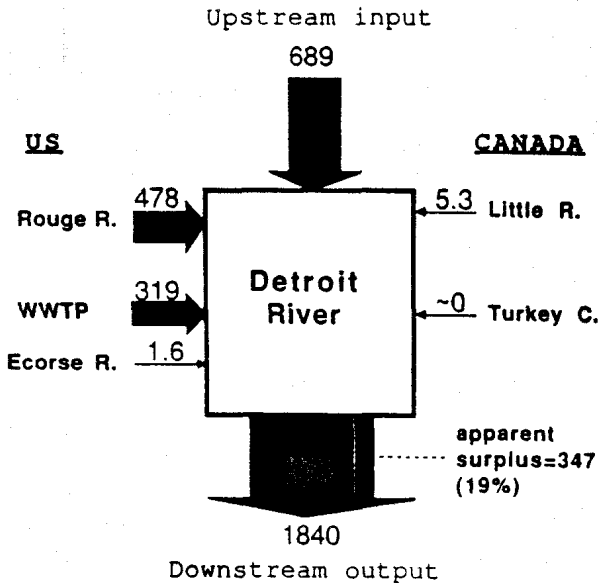 Upstream input
689
US
CANADA
478
Rouge R.
5.3
Little R.
Detroit
River
319
WWTP
~0
Turkey C.
1.6
Ecorse R.
apparent
surplus=347
(19%)
1840
Downstream output